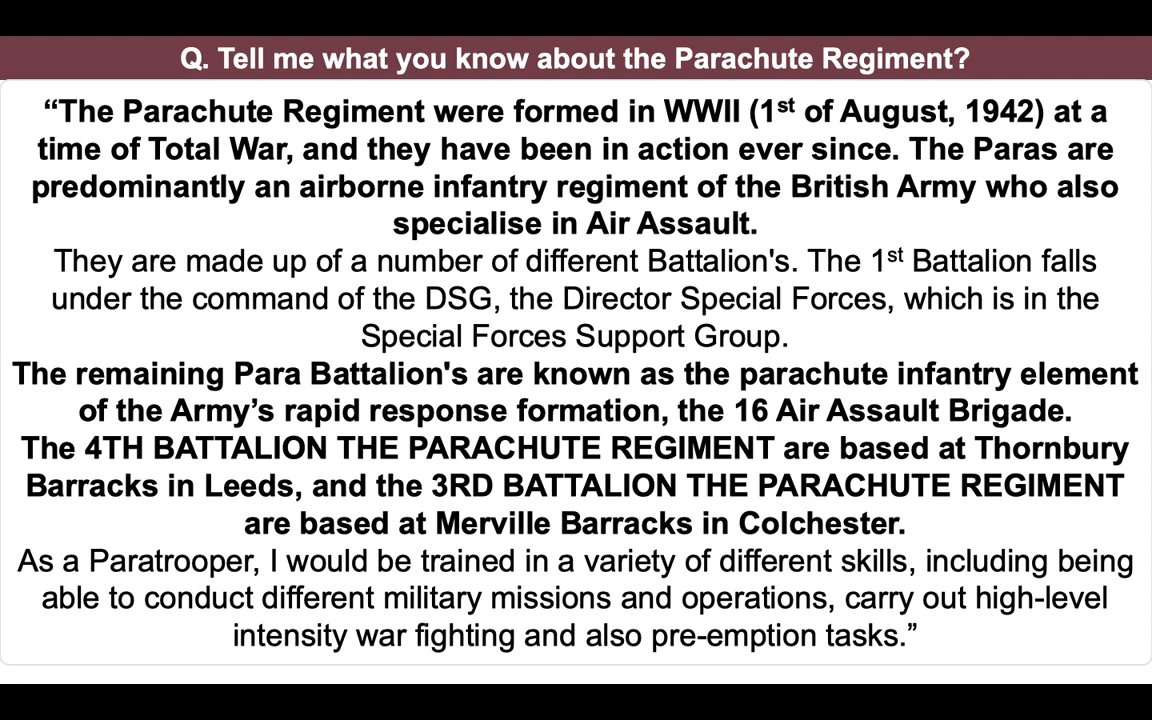 Q. Tell me what you know about the Parachute Regiment?
“The Parachute Regiment were formed in WWII (1st of August, 1942) at a
time of Total War, and they have been in action ever since. The Paras are
predominantly an airborne infantry regiment of the British Army who also
specialise in Air Assault.
They are made up of a number of different Battalion's. The 1st Battalion falls
under the command of the DSG, the Director Special Forces, which is in the
Special Forces Support Group.
The remaining Para Battalion's are known as the parachute infantry element
of the Army’s rapid response formation, the 16 Air Assault Brigade.
The 4TH BATTALION THE PARACHUTE REGIMENT are based at Thornbury
Barracks in Leeds, and the 3RD BATTALION THE PARACHUTE REGIMENT
are based at Merville Barracks in Colchester.
As a Paratrooper, I would be trained in a variety of different skills, including being
able to conduct different military missions and operations, carry out high-level
intensity war fighting and also pre-emption tasks.”